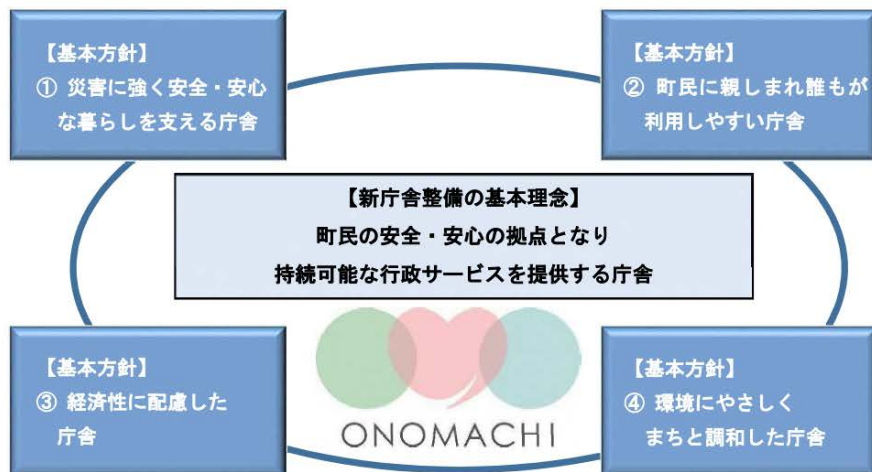 【基本方針】
① 災害に強く安全・安心
な暮らしを支える庁舎
【基本方針】
② 町民に親しまれ誰もが
利用しやすい庁舎
【新庁舎整備の基本理念】
町民の安全・安心の拠点となり
持続可能な行政サービスを提供する庁舎
【基本方針】
③ 経済性に配慮した
庁舎
ONOMACHI
【基本方針】
④ 環境にやさしく
まちと調和した庁舎